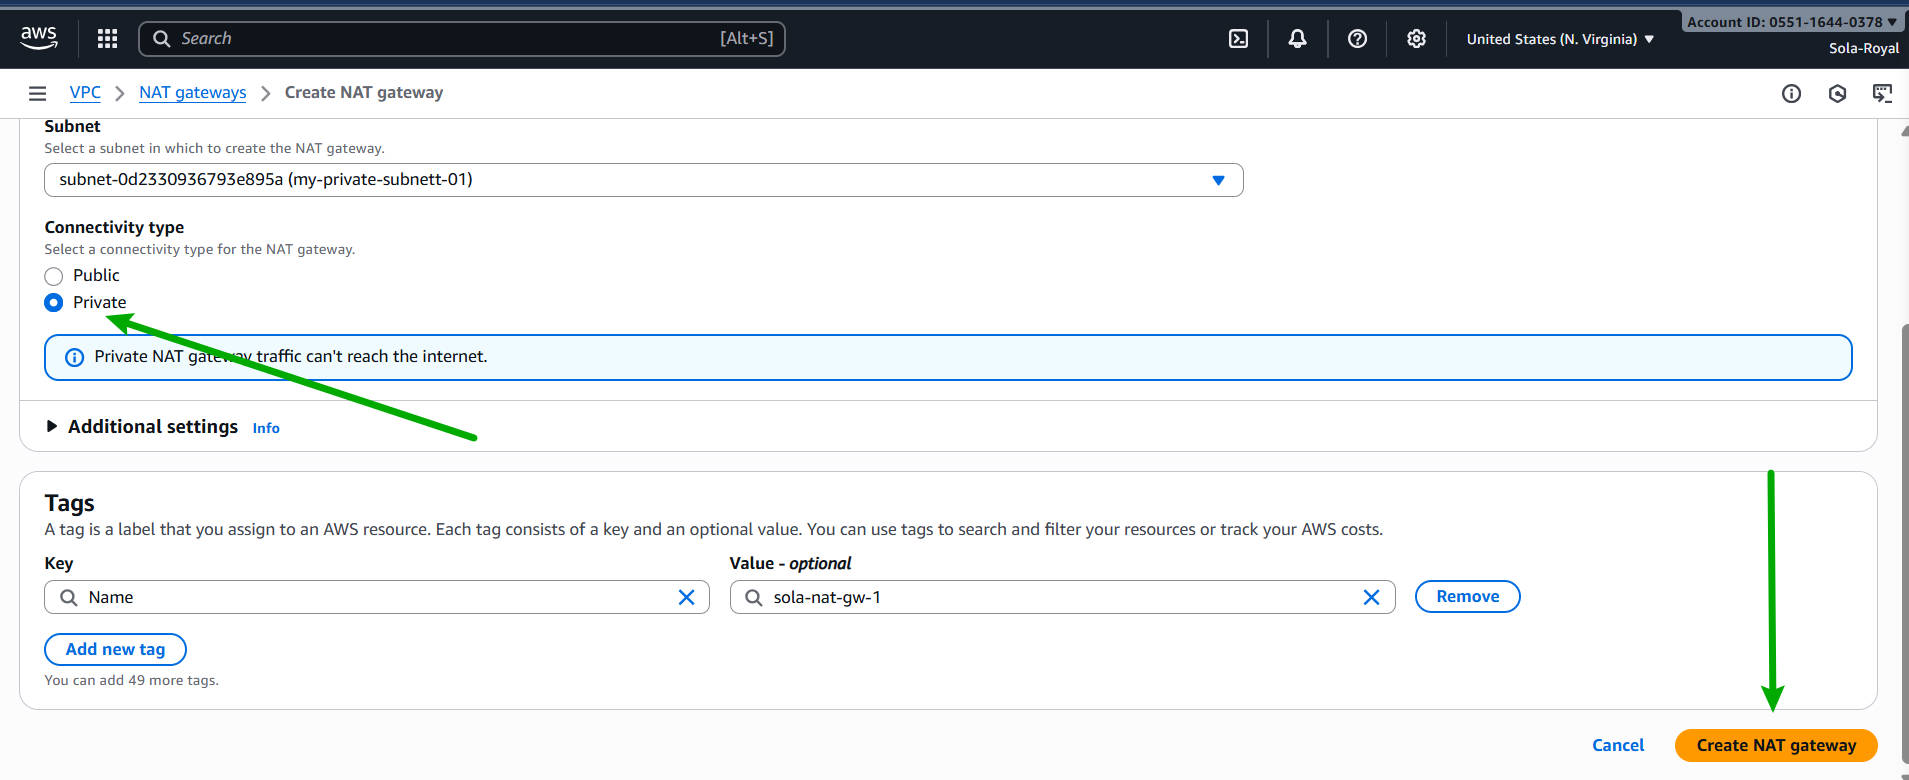 aws
Search [Alt+S]
United States (N. Virginia)
Account ID: 0551-1644-0378
Sola-Royal
VPC NAT gateways Create NAT gateway
Subnet
Select a subnet in which to create the NAT gateway.
subnet-0d2330936793e895a (my-private-subnett-01)
Connectivity type
Select a connectivity type for the NAT gateway.
Public
Private
Private NAT gateway traffic can't reach the internet.
Additional settings Info
Tags
A tag is a label that you assign to an AWS resource. Each tag consists of a key and an optional value. You can use tags to search and filter your resources or track your AWS costs.
Key
Value - optional
Name
sola-nat-gw-1
Remove
Add new tag
You can add 49 more tags.
Cancel
Create NAT gateway